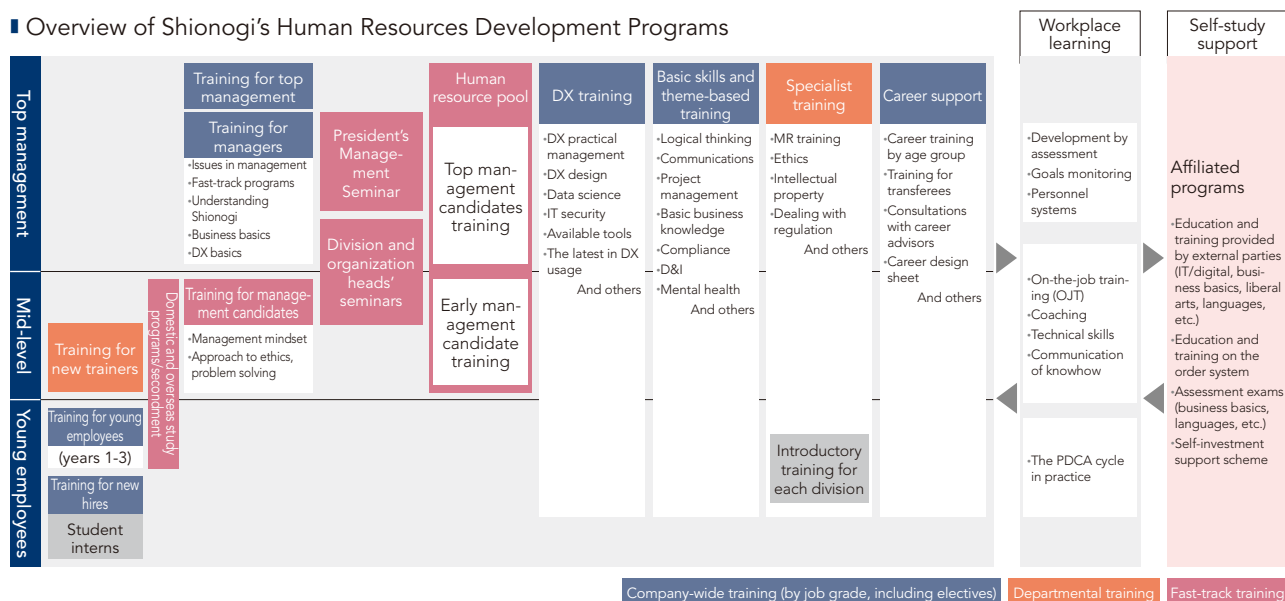 Overview of Shionogi's Human Resources Development Programs
Workplace
learning
Self-study
support
Top management
Mid-level
Young employees
Training for top
management
Training for
managers
•Issues in management
•Fast-track programs
•Understanding
Shionogi
•Business basics
•DX basics
Training for manage-
ment candidates
•Management mindset
•Approach to ethics,
problem solving
Training for
new trainers
Domestic and overseas study
programs/secondment
Training for young
employees
(years 1-3)
Training for new
hires
Student
interns
President's
Manage-
ment
Seminar
Division and
organization
heads'
seminars
Human
resource pool
Top man-
agement
candidates
training
Early man-
agement
candidate
training
DX training
•DX practical
management
•DX design
•Data science
•IT security
•Available tools
•The latest in DX
usage
And others
Basic skills and
theme-based
training
•Logical thinking
•Communications
•Project
management
•Basic business
knowledge
•Compliance
•D&I
•Mental health
And others
Specialist
training
•MR training
•Ethics
•Intellectual
property
•Dealing with
regulation
And others
Introductory
training for
each division
Career support
•Career training
by age group
•Training for
transferees
•Consultations
with career
advisors
•Career design
sheet
And others
•Development by
assessment
•Goals monitoring
•Personnel
systems
•On-the-job train-
ing (OJT)
•Coaching
•Technical skills
•Communication
of knowhow
•The PDCA cycle
in practice
Affiliated
programs
•Education and
training provided
by external parties
(IT/digital, busi-
ness basics, liberal
arts, languages,
etc.)
•Education and
training on the
order system
•Assessment exams
(business basics,
languages, etc.)
•Self-investment
support scheme
Company-wide training (by job grade, including electives)
Departmental training
Fast-track training